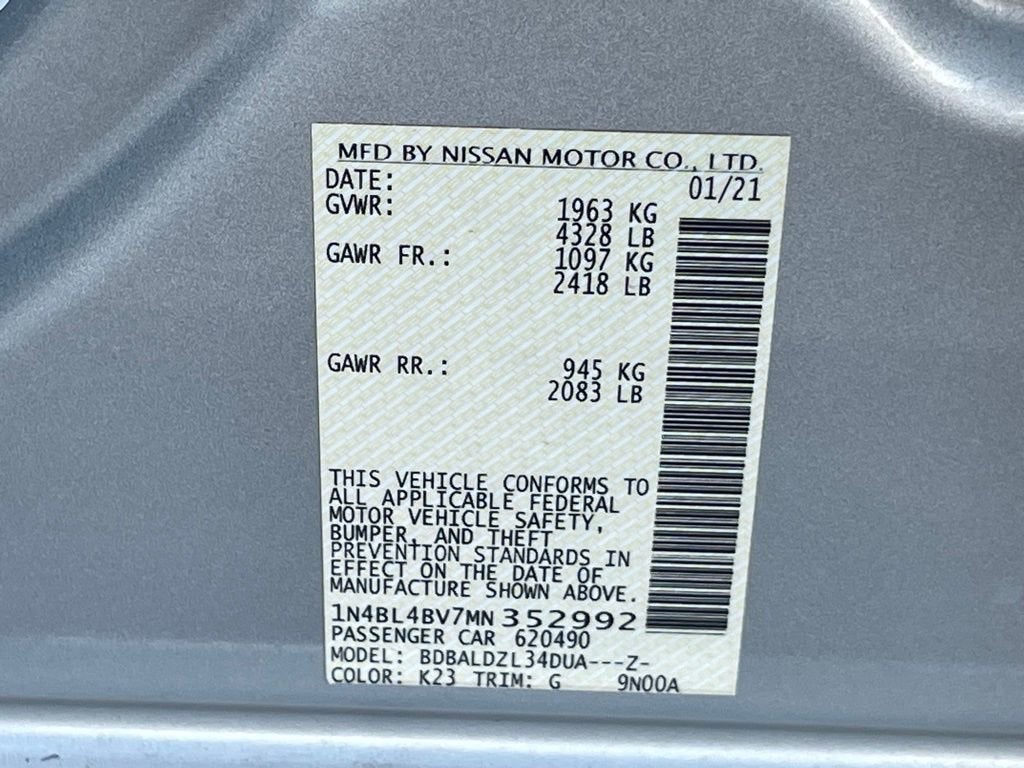 MFD BY NISSAN MOTOR CO., LTD.
DATE: 01/21
GVWR: 1963 KG
4328 LB
GAWR FR.: 1097 KG
2418 LB
GAWR RR.: 945 KG
2083 LB
THIS VEHICLE CONFORMS TO
ALL APPLICABLE FEDERAL
MOTOR VEHICLE SAFETY,
BUMPER, AND THEFT
PREVENTION STANDARDS IN
EFFECT ON THE DATE OF
MANUFACTURE SHOWN ABOVE.
1N4BL4BV7MN 352992
PASSENGER CAR 620490
MODEL: BDBALDZL34DUA---Z-
COLOR: K23 TRIM: G 9N00A